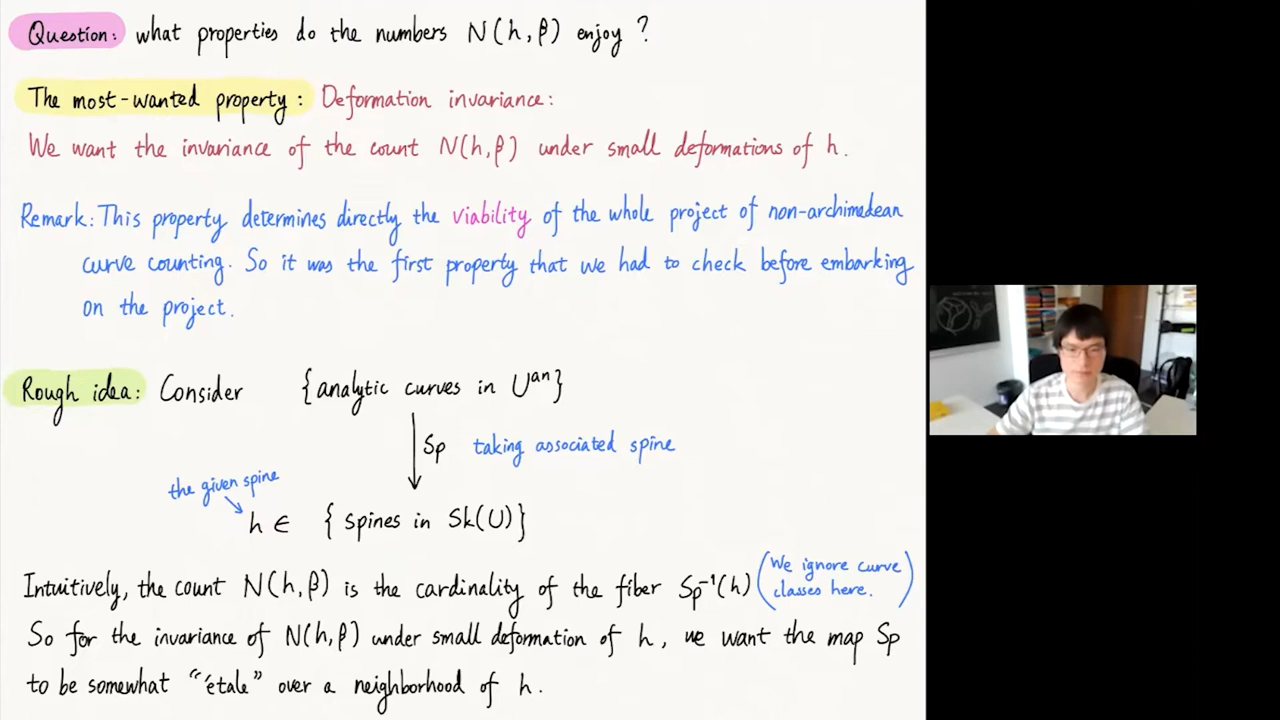 Question: what properties do the numbers N(h,β) enjoy ?
The most-wanted property: Deformation invariance:
We want the invariance of the count N(h,β) under small deformations of h.
Remark: This property determines directly the viability of the whole project of non-archimedean
curve counting. So it was the first property that we had to check before embarking
on the project.
Rough idea: Consider {analytic curves in Uᵃⁿ}
Sp taking associated spine
the given spine
h ∈ {spines in Sk(U)}
Intuitively, the count N(h,β) is the cardinality of the fiber Sp⁻¹(h) (We ignore curve
classes here.)
So for the invariance of N(h,β) under small deformation of h, we want the map Sp
to be somewhat "étale" over a neighborhood of h.